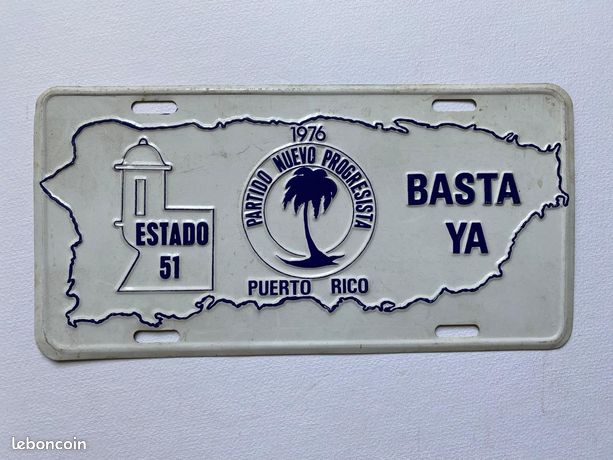 1976
PARTIDO NUEVO PROGRESISTA
PUERTO RICO
ESTADO
51
BASTA
YA
leboncoin